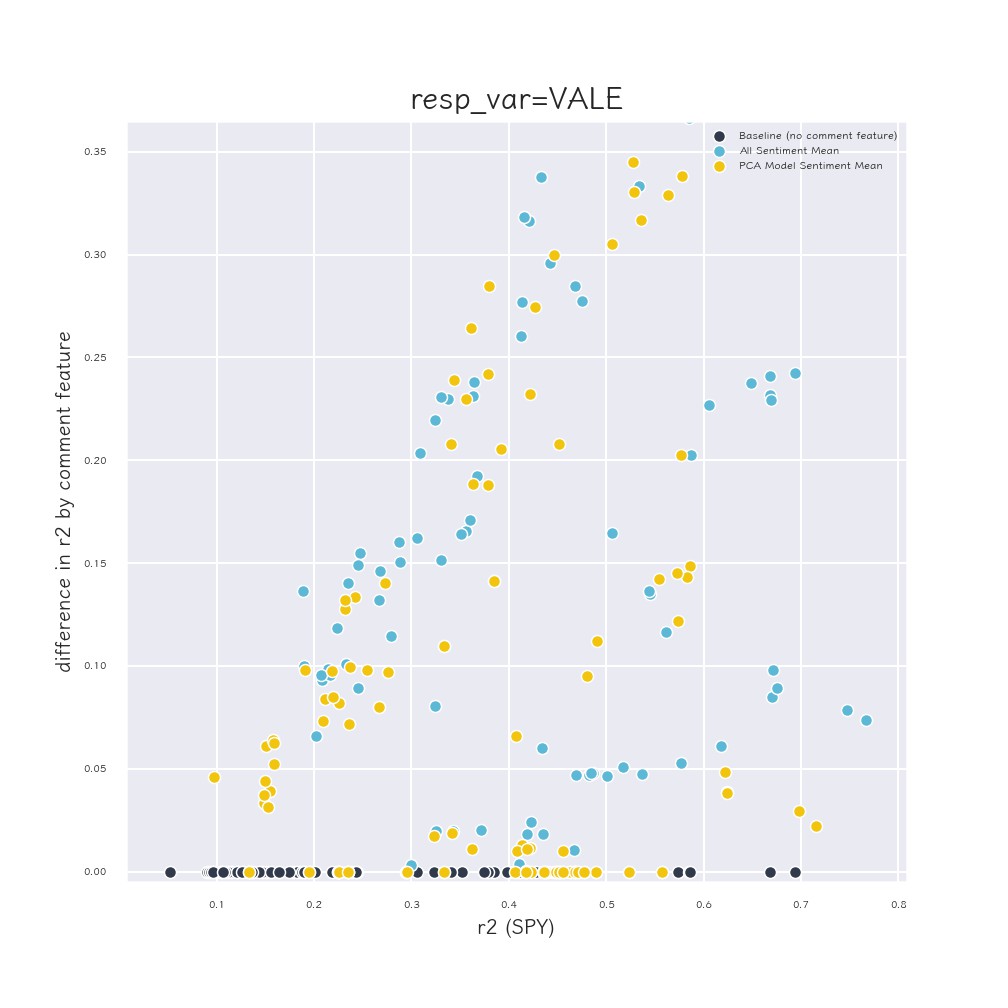 resp_var=VALE
Baseline (no comment feature)
All Sentiment Mean
PCA Model Sentiment Mean
difference in r2 by comment feature
0.35
0.30
0.25
0.20
0.15
0.10
0.05
0.00
0.1 0.2 0.3 0.4 0.5 0.6 0.7 0.8
r2 (SPY)